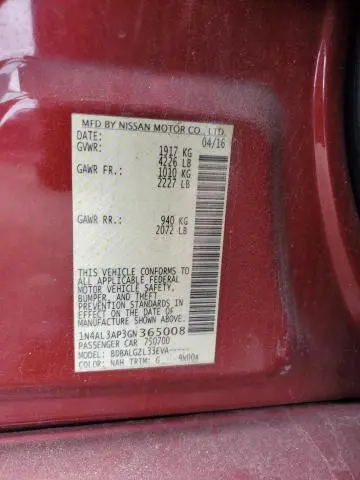 MFD BY NISSAN MOTOR CO., LTD.
DATE: 04/16
GVWR: 1917 KG
4226 LB
GAWR FR.: 1010 KG
2227 LB
GAWR RR.: 940 KG
2072 LB
THIS VEHICLE CONFORMS TO
ALL APPLICABLE FEDERAL
MOTOR VEHICLE SAFETY,
BUMPER, AND THEFT
PREVENTION STANDARDS IN
EFFECT ON THE DATE OF
MANUFACTURE SHOWN ABOVE.
1N4AL3AP3GN365008
PASSENGER CAR 750700
MODEL: BDBALGZL33EVA-----
COLOR: NAH TRIM: G